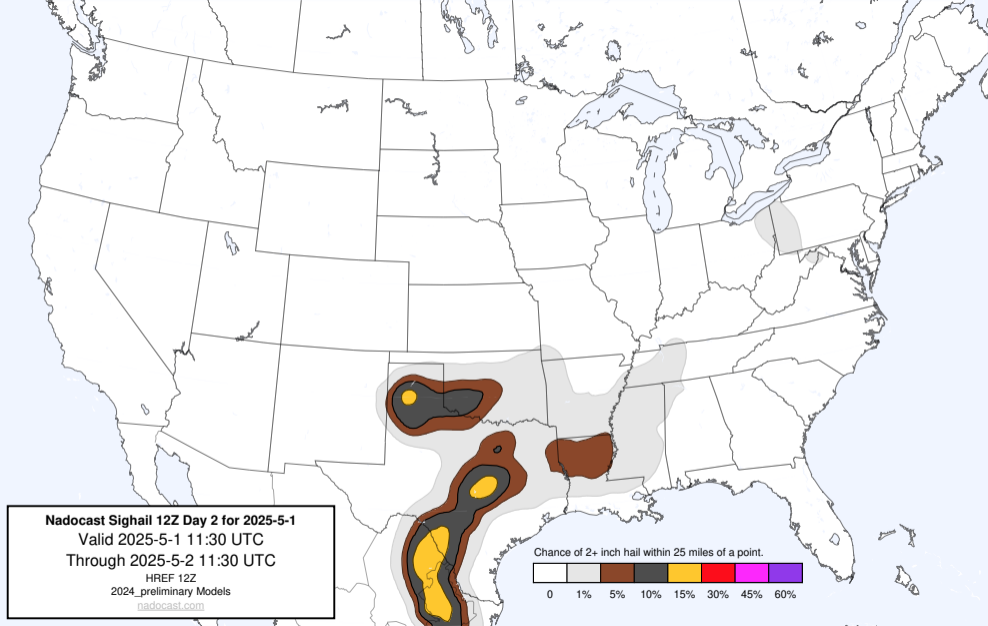 Nadocast Sighail 12Z Day 2 for 2025-5-1
Valid 2025-5-1 11:30 UTC
Through 2025-5-2 11:30 UTC
HREF 12Z
2024_preliminary Models
nadocast.com
Chance of 2+ inch hail within 25 miles of a point.
0 1% 5% 10% 15% 30% 45% 60%